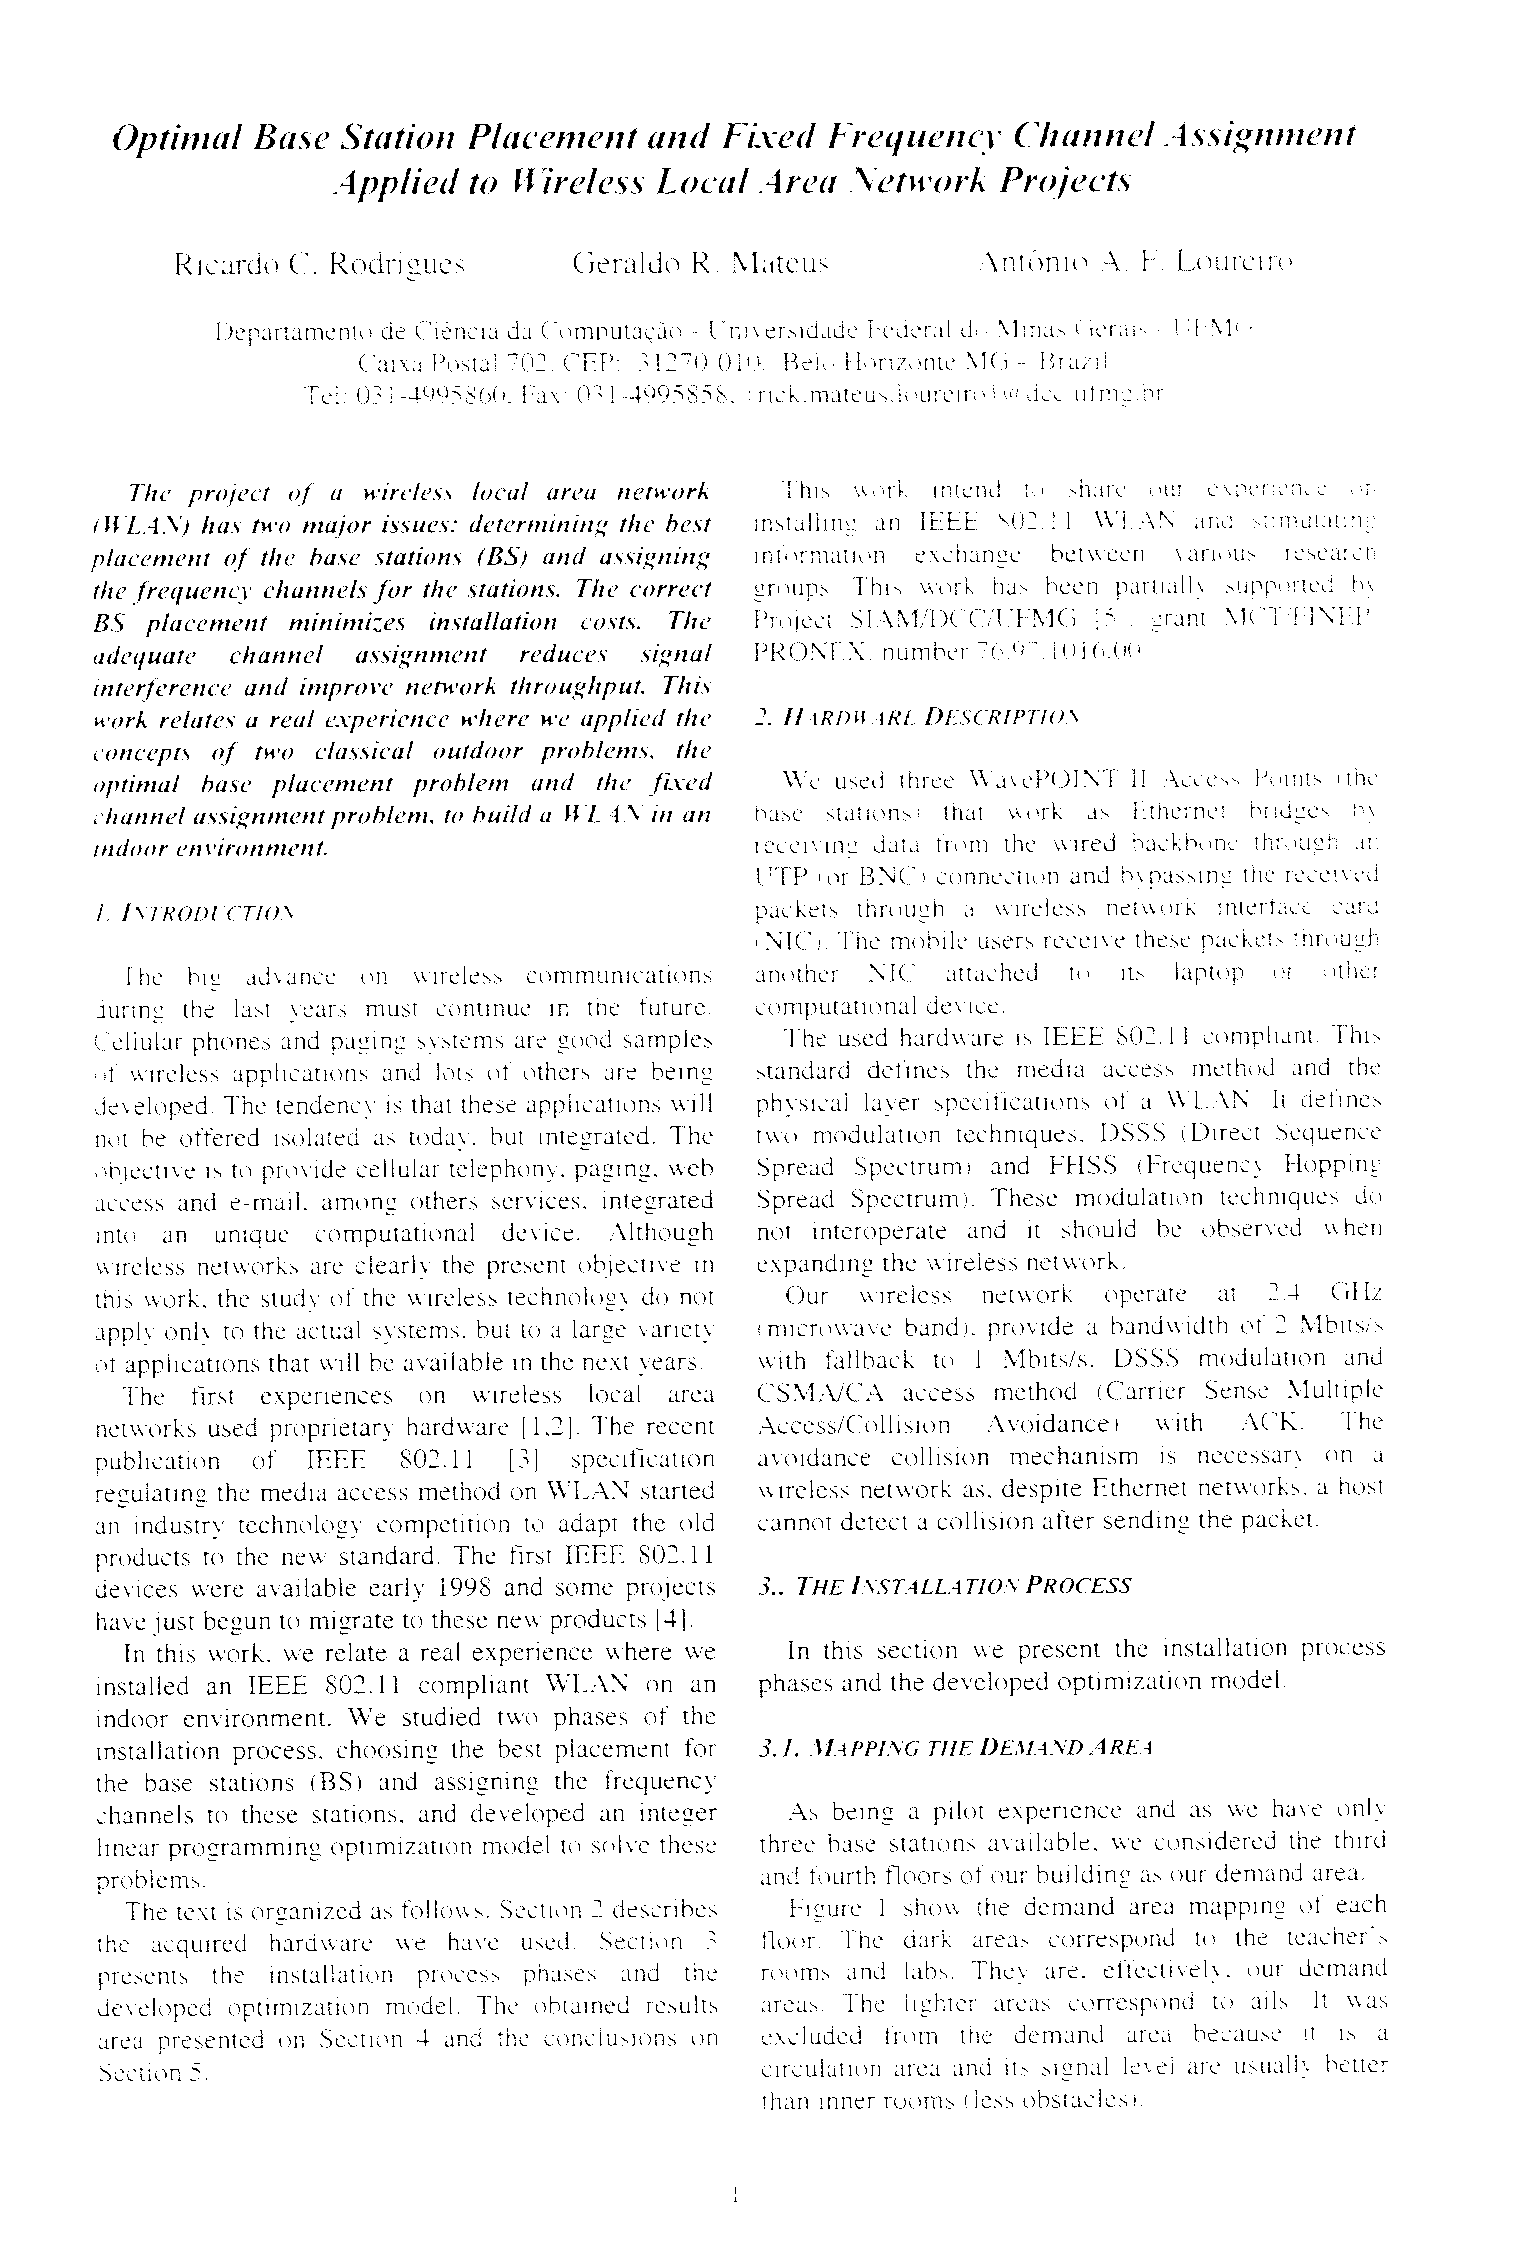 Optimal Base Station Placement and Fixed Frequency Channel Assignment
Applied to Wireless Local Area Network Projects
Ricardo C. Rodrigues Geraldo R. Mateus Antônio A. F. Loureiro
Departamento de Ciência da Computação - Universidade Federal de Minas Gerais - UFMG
Caixa Postal 702, CEP: 31270-010, Belo Horizonte MG - Brazil
Tel: 031-4995860, Fax: 031-4995858, {rick,mateus,loureiro}@dcc.ufmg.br
The project of a wireless local area network
(WLAN) has two major issues: determining the best
placement of the base stations (BS) and assigning
the frequency channels for the stations. The correct
BS placement minimizes installation costs. The
adequate channel assignment reduces signal
interference and improve network throughput. This
work relates a real experience where we applied the
concepts of two classical outdoor problems, the
optimal base placement problem and the fixed
channel assignment problem, to build a WLAN in an
indoor environment.
1. INTRODUCTION
The big advance on wireless communications
during the last years must continue in the future.
Cellular phones and paging systems are good samples
of wireless applications and lots of others are being
developed. The tendency is that these applications will
not be offered isolated as today, but integrated. The
objective is to provide cellular telephony, paging, web
access and e-mail, among others services, integrated
into an unique computational device. Although
wireless networks are clearly the present objective in
this work, the study of the wireless technology do not
apply only to the actual systems, but to a large variety
of applications that will be available in the next years.
The first experiences on wireless local area
networks used proprietary hardware [1,2]. The recent
publication of IEEE 802.11 [3] specification
regulating the media access method on WLAN started
an industry technology competition to adapt the old
products to the new standard. The first IEEE 802.11
devices were available early 1998 and some projects
have just begun to migrate to these new products [4].
In this work, we relate a real experience where we
installed an IEEE 802.11 compliant WLAN on an
indoor environment. We studied two phases of the
installation process, choosing the best placement for
the base stations (BS) and assigning the frequency
channels to these stations, and developed an integer
linear programming optimization model to solve these
problems.
The text is organized as follows. Section 2 describes
the acquired hardware we have used. Section 3
presents the installation process phases and the
developed optimization model. The obtained results
area presented on Section 4 and the conclusions on
Section 5.
This work intend to share our experience on
installing an IEEE 802.11 WLAN and stimulating
information exchange between various research
groups. This work has been partially supported by
Project SIAM/DCC/UFMG [5], grant MCT/FINEP/
PRONEX, number 76.97.1016.00
2. HARDWARE DESCRIPTION
We used three WavePOINT II Access Points (the
base stations) that work as Ethernet bridges by
receiving data from the wired backbone through an
UTP (or BNC) connection and bypassing the received
packets through a wireless network interface card
(NIC). The mobile users receive these packets through
another NIC attached to its laptop or other
computational device.
The used hardware is IEEE 802.11 compliant. This
standard defines the media access method and the
physical layer specifications of a WLAN. It defines
two modulation techniques, DSSS (Direct Sequence
Spread Spectrum) and FHSS (Frequency Hopping
Spread Spectrum). These modulation techniques do
not interoperate and it should be observed when
expanding the wireless network.
Our wireless network operate at 2.4 GHz
(microwave band), provide a bandwidth of 2 Mbits/s
with fallback to 1 Mbits/s, DSSS modulation and
CSMA/CA access method (Carrier Sense Multiple
Access/Collision Avoidance) with ACK. The
avoidance collision mechanism is necessary on a
wireless network as, despite Ethernet networks, a host
cannot detect a collision after sending the packet.
3.. THE INSTALLATION PROCESS
In this section we present the installation process
phases and the developed optimization model.
3.1. MAPPING THE DEMAND AREA
As being a pilot experience and as we have only
three base stations available, we considered the third
and fourth floors of our building as our demand area.
Figure 1 show the demand area mapping of each
floor. The dark areas correspond to the teacher's
rooms and labs. They are, effectively, our demand
areas. The lighter areas correspond to ails. It was
excluded from the demand area because it is a
circulation area and its signal level are usually better
than inner rooms (less obstacles).
1